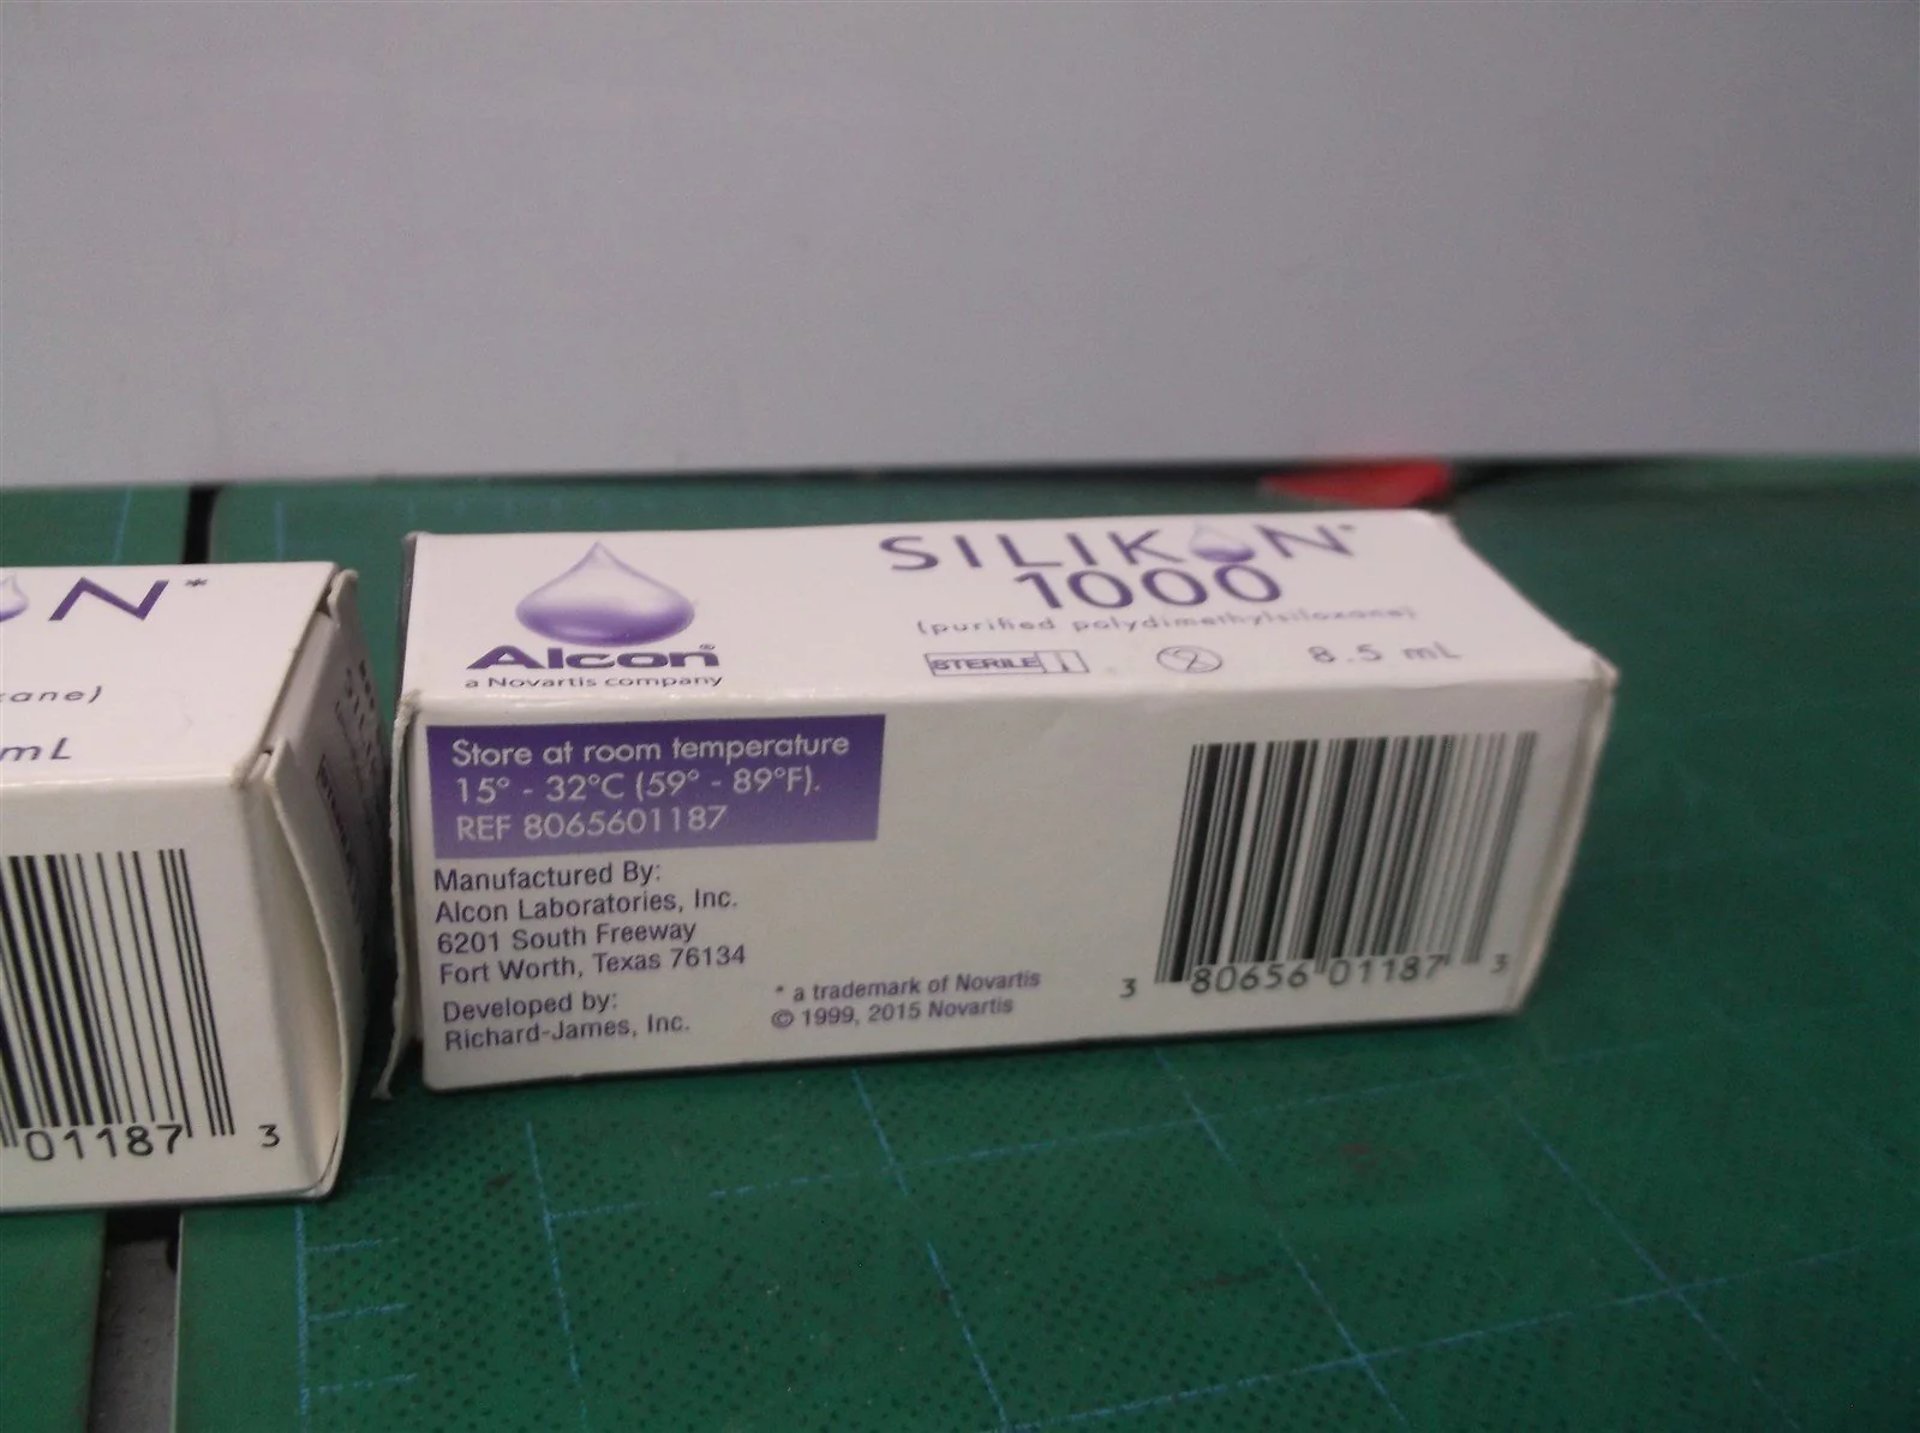 N*
ane)
mL
01187 3
Alcon®
a Novartis company
SILIKON*
1000
(purified polydimethylsiloxane)
STERILE
2
8.5 mL
Store at room temperature
15° - 32°C (59° - 89°F).
REF 8065601187
Manufactured By:
Alcon Laboratories, Inc.
6201 South Freeway
Fort Worth, Texas 76134
Developed by:
Richard-James, Inc.
* a trademark of Novartis
© 1999, 2015 Novartis
3 80656 01187 3